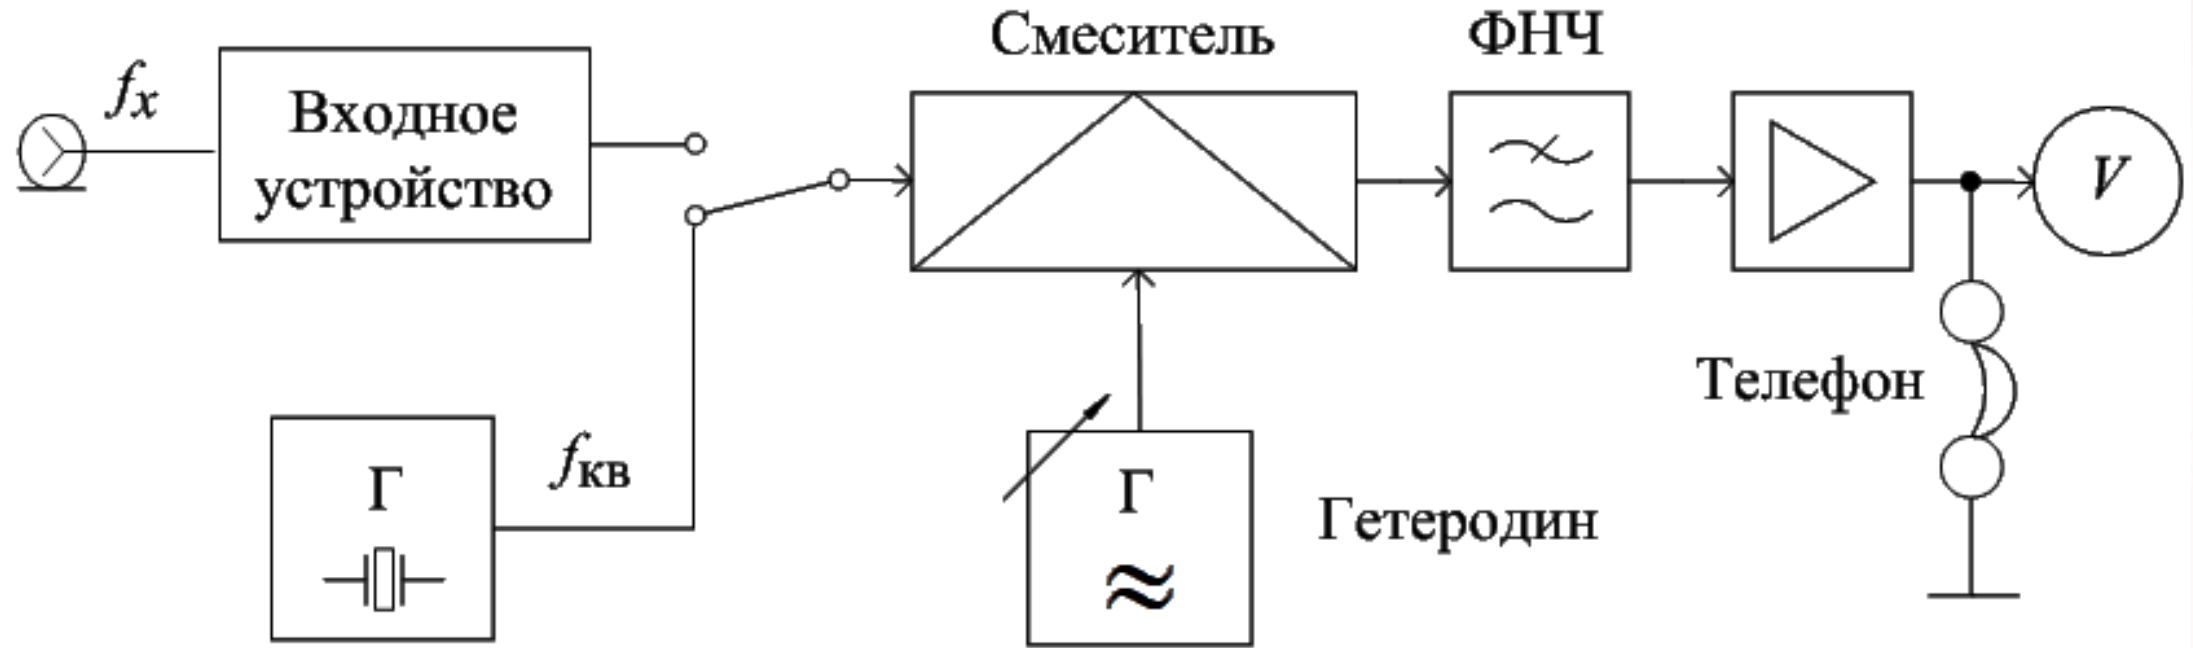 Смеситель
ФНЧ
fx
Входное
устройство
V
Телефон
Г
fкв
Г
Гетеродин